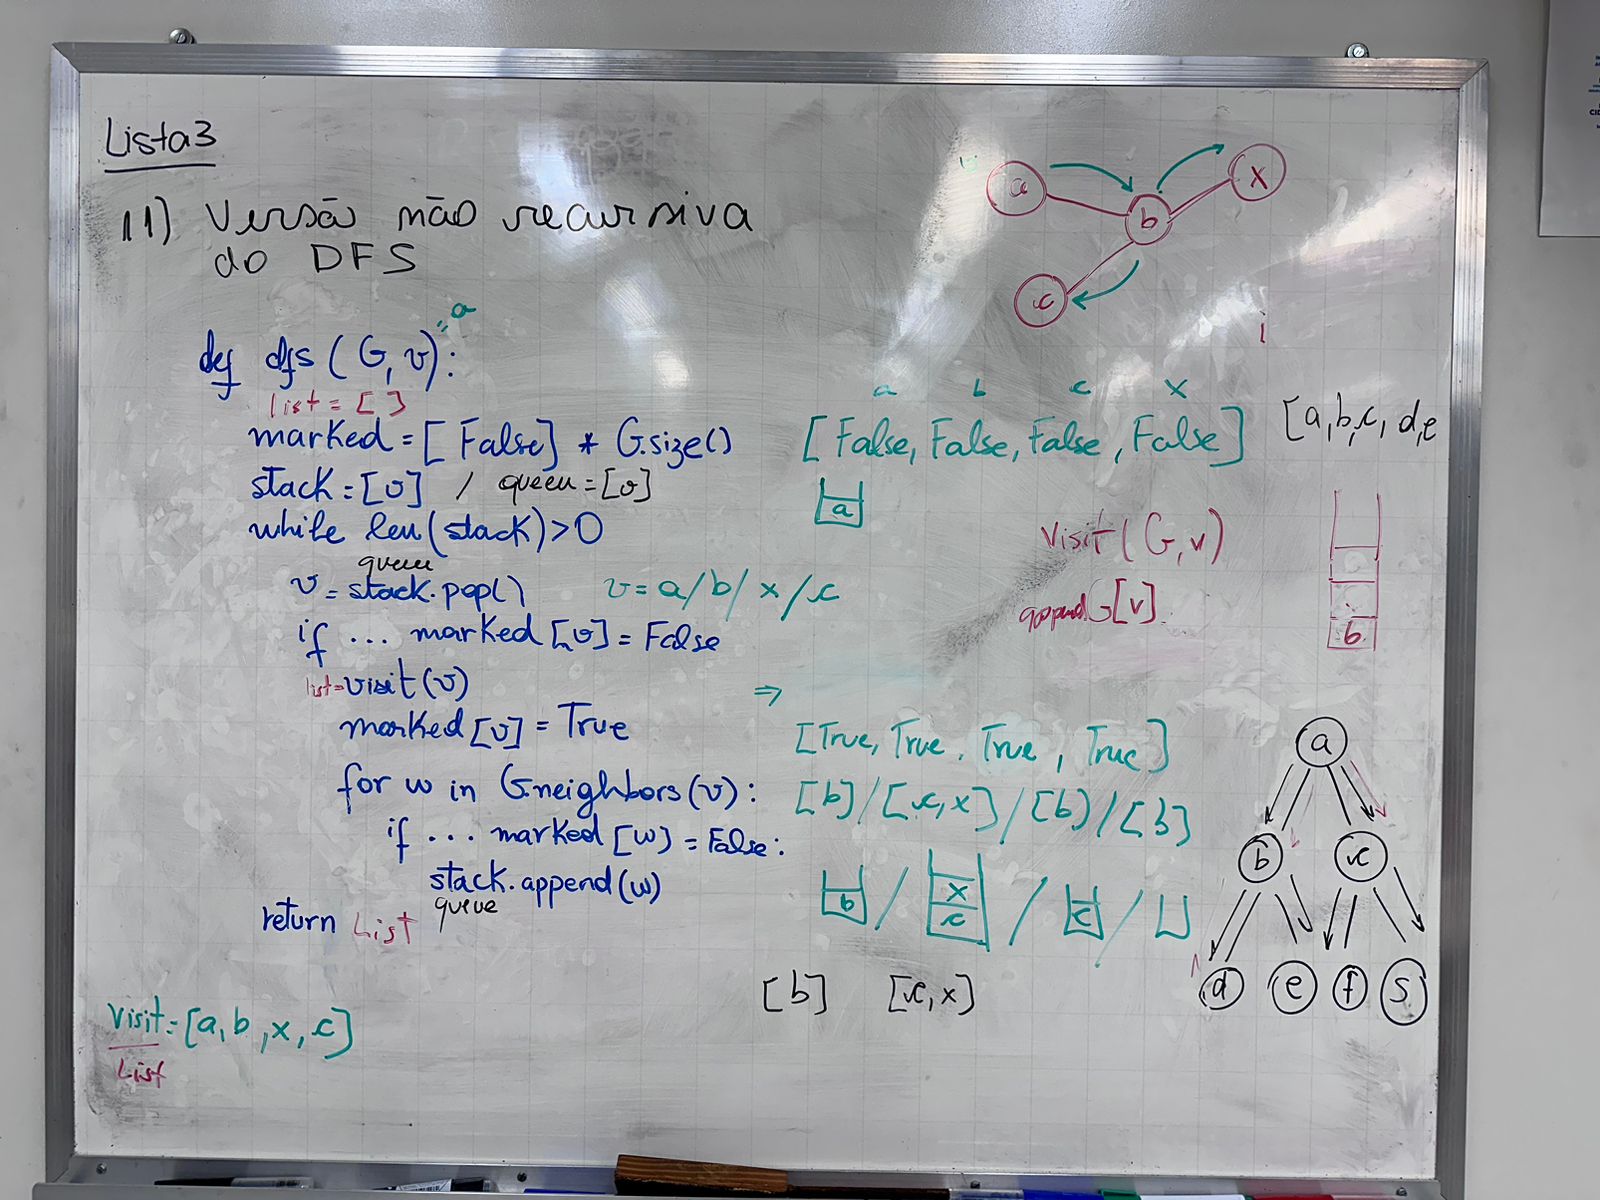 Lista3
11) Versão não recursiva
do DFS
= a
def dfs(G, v):
list = [ ]
marked = [False] * G.size()
stack = [v] / queeu = [v]
while len(stack)>0
queeu
v = stack.pop()
v = a/b/x/c
if ... marked[v] = False
list=visit(v)
marked[v] = True
for w in G.neighbors(v):
if ... marked[w] = False:
stack.append(w)
queue
return List
visit=[a, b, x, c]
List
a
b
x
c
a b c x
[False, False, False, False]
[a,b,c, d,e
a
visit(G, v)
append
[v]
b
⇒
[True, True, True, True]
[b]/[c,x]/[b]/[b]
b / x / c /
c
[b] [c,x]
a
b c
d e f